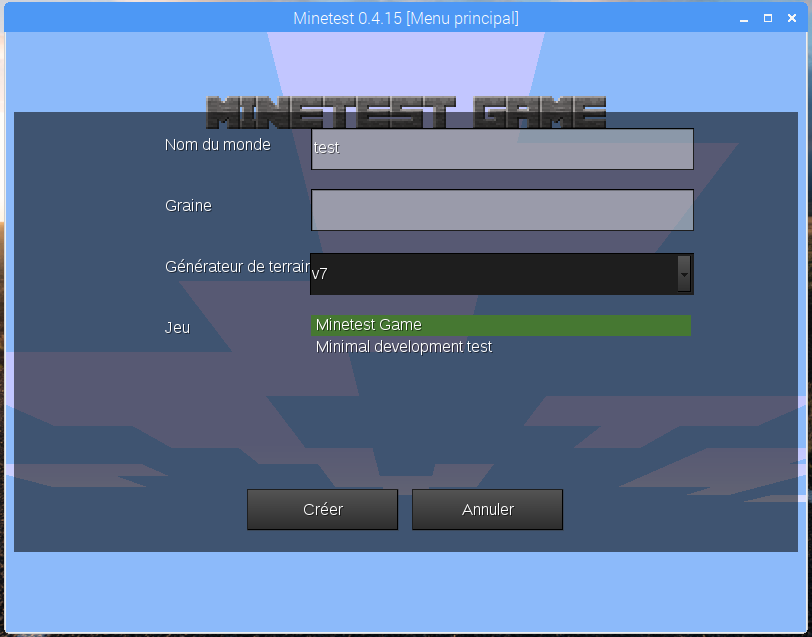 Minetest 0.4.15 [Menu principal]
MINETEST GAME
Nom du monde
test
Graine
Générateur de terrain
v7
Jeu
Minetest Game
Minimal development test
Créer
Annuler